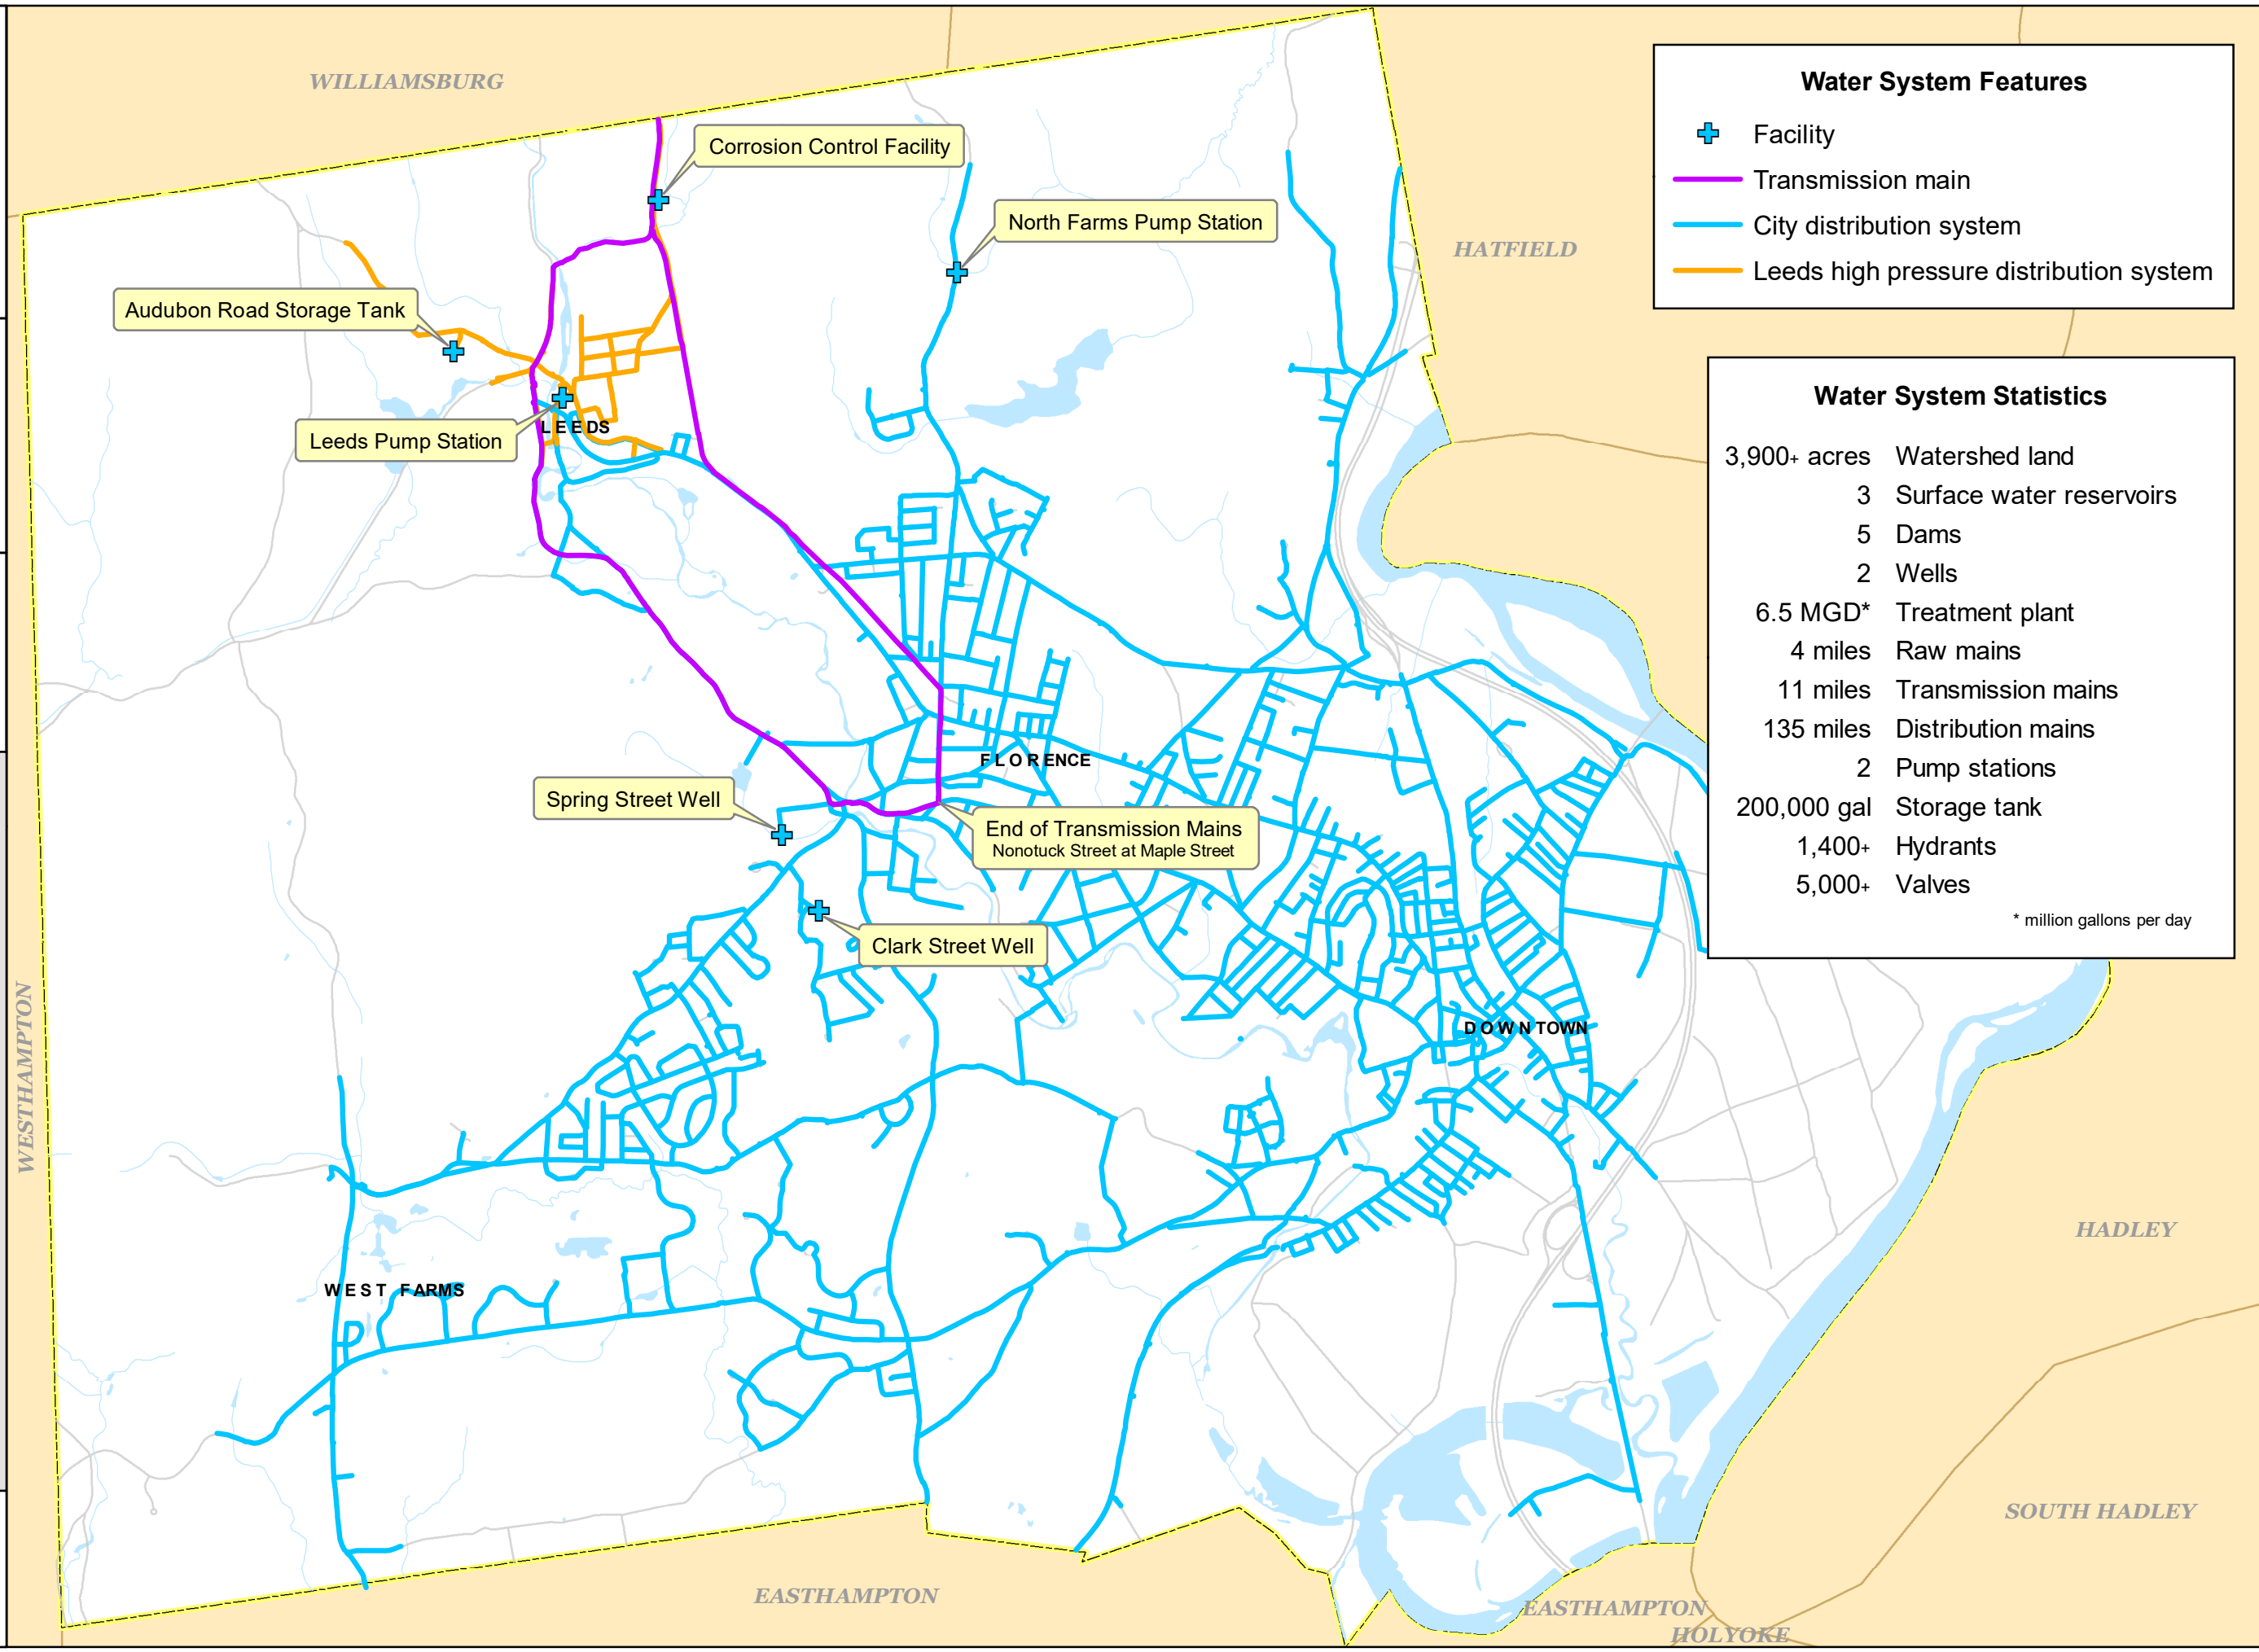 WILLIAMSBURG
Corrosion Control Facility
North Farms Pump Station
HATFIELD
Audubon Road Storage Tank
Leeds Pump Station
LEEDS
Water System Features
Facility
Transmission main
City distribution system
Leeds high pressure distribution system
Water System Statistics
3,900+ acres Watershed land
3 Surface water reservoirs
5 Dams
2 Wells
6.5 MGD* Treatment plant
4 miles Raw mains
11 miles Transmission mains
135 miles Distribution mains
2 Pump stations
200,000 gal Storage tank
1,400+ Hydrants
5,000+ Valves
* million gallons per day
FLORENCE
Spring Street Well
End of Transmission Mains
Nonotuck Street at Maple Street
Clark Street Well
DOWNTOWN
WESTHAMPTON
WEST FARMS
HADLEY
SOUTH HADLEY
EASTHAMPTON
EASTHAMPTON
HOLYOKE